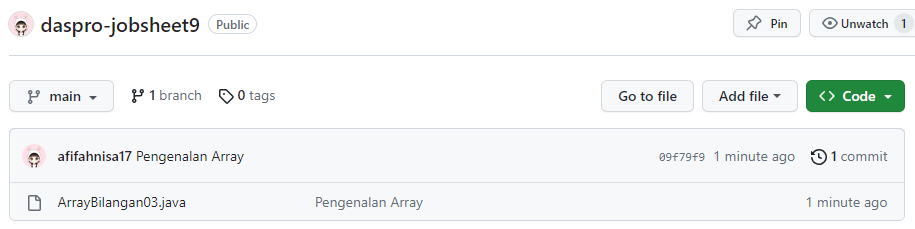 daspro-jobsheet9 Public Pin Unwatch 1
main 1 branch 0 tags Go to file Add file Code
afifahnisa17 Pengenalan Array 09f79f9 1 minute ago 1 commit
ArrayBilangan03.java Pengenalan Array 1 minute ago